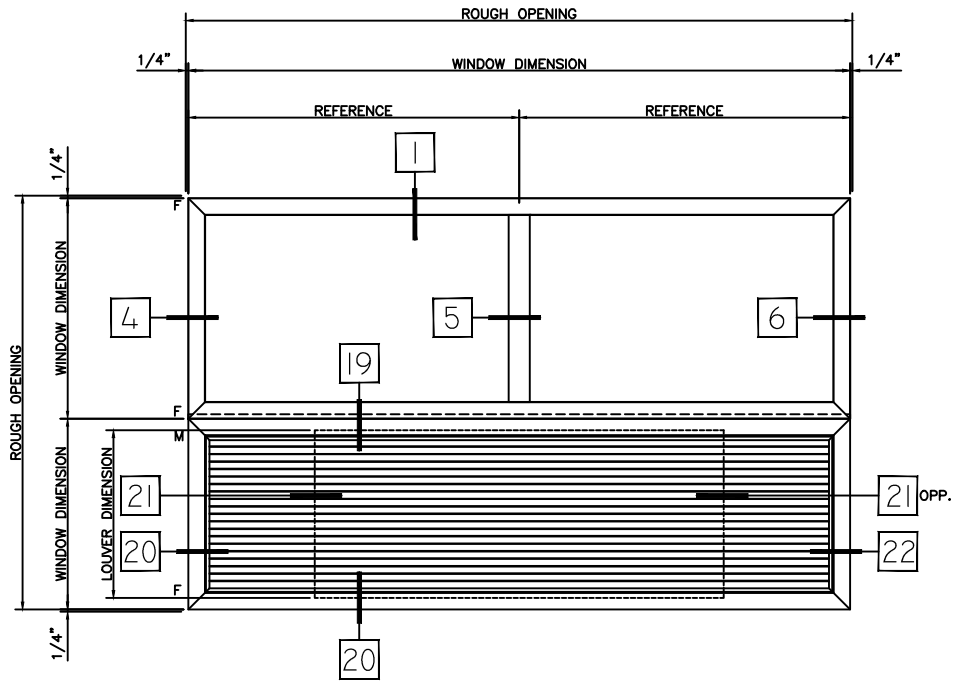 ROUGH OPENING
1/4"
WINDOW DIMENSION
1/4"
REFERENCE
REFERENCE
1
1/4"
F
WINDOW DIMENSION
4
5
6
19
ROUGH OPENING
F
M
WINDOW DIMENSION
LOUVER DIMENSION
21
21 OPP.
20
22
F
1/4"
20